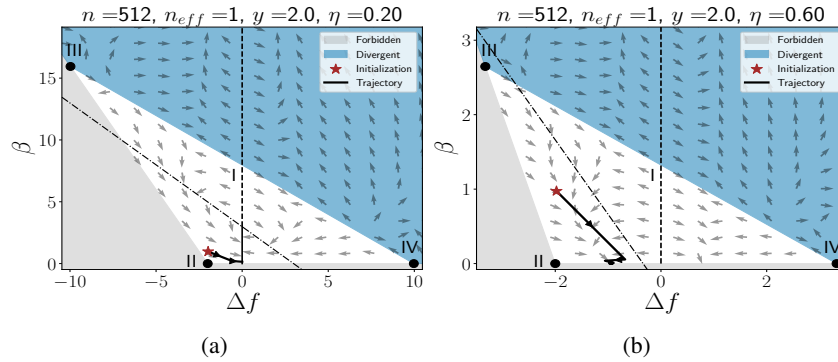 n =512, n_eff =1, y =2.0, η =0.20
III
Forbidden
Divergent
Initialization
Trajectory
15
10
5
0
β
I
II
IV
−10
−5
0
5
10
Δf
(a)
n =512, n_eff =1, y =2.0, η =0.60
III
Forbidden
Divergent
Initialization
Trajectory
3
2
1
0
β
I
II
IV
−2
0
2
Δf
(b)